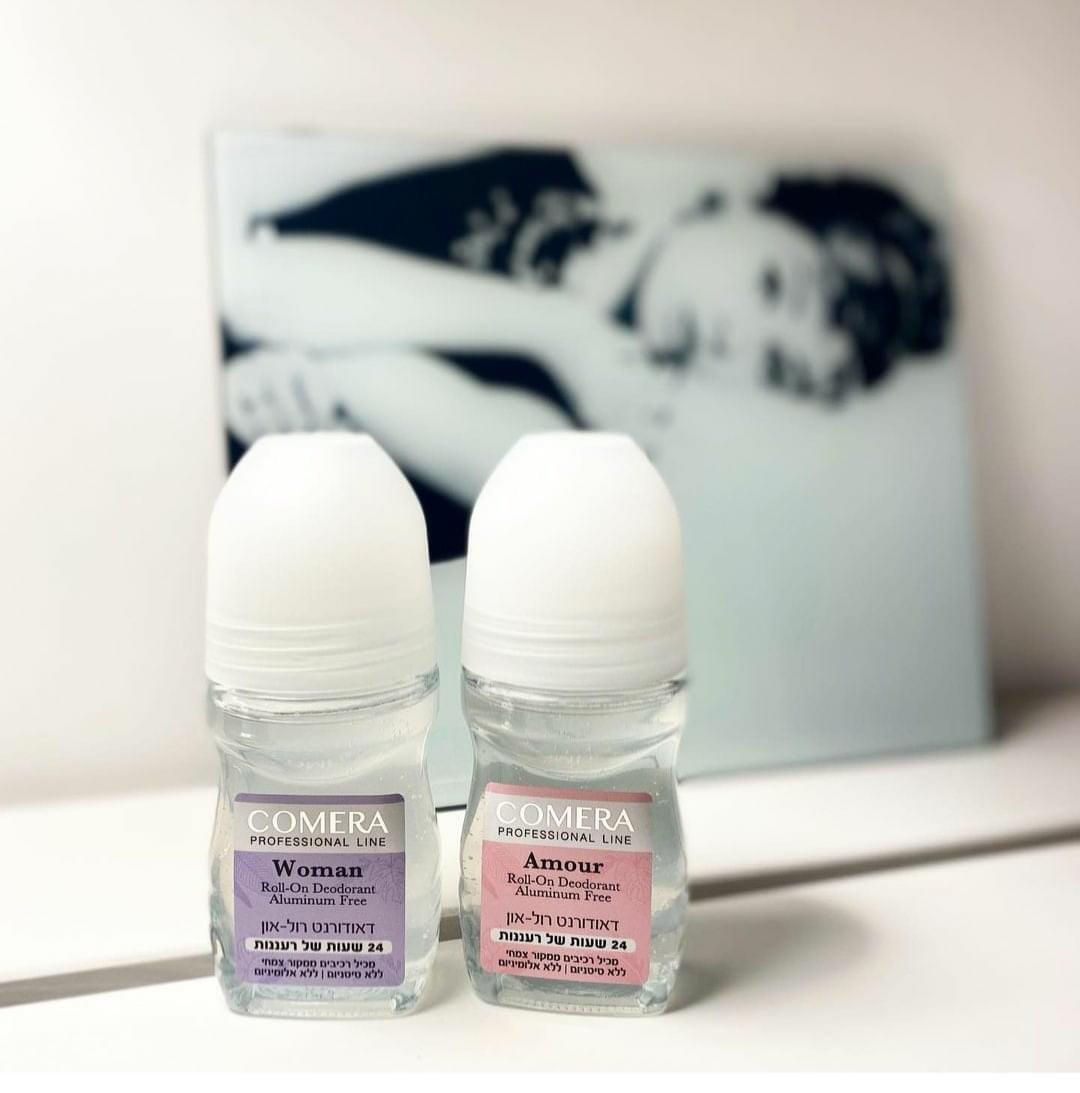 COMERA
PROFESSIONAL LINE
Woman
Roll-On Deodorant
Aluminum Free
דאודורנט רול-און
24 שעות של רעננות
מכיל רכיבים ממקור צמחי
ללא טיטניום | ללא אלומיניום
COMERA
PROFESSIONAL LINE
Amour
Roll-On Deodorant
Aluminum Free
דאודורנט רול-און
24 שעות של רעננות
מכיל רכיבים ממקור צמחי
ללא טיטניום | ללא אלומיניום